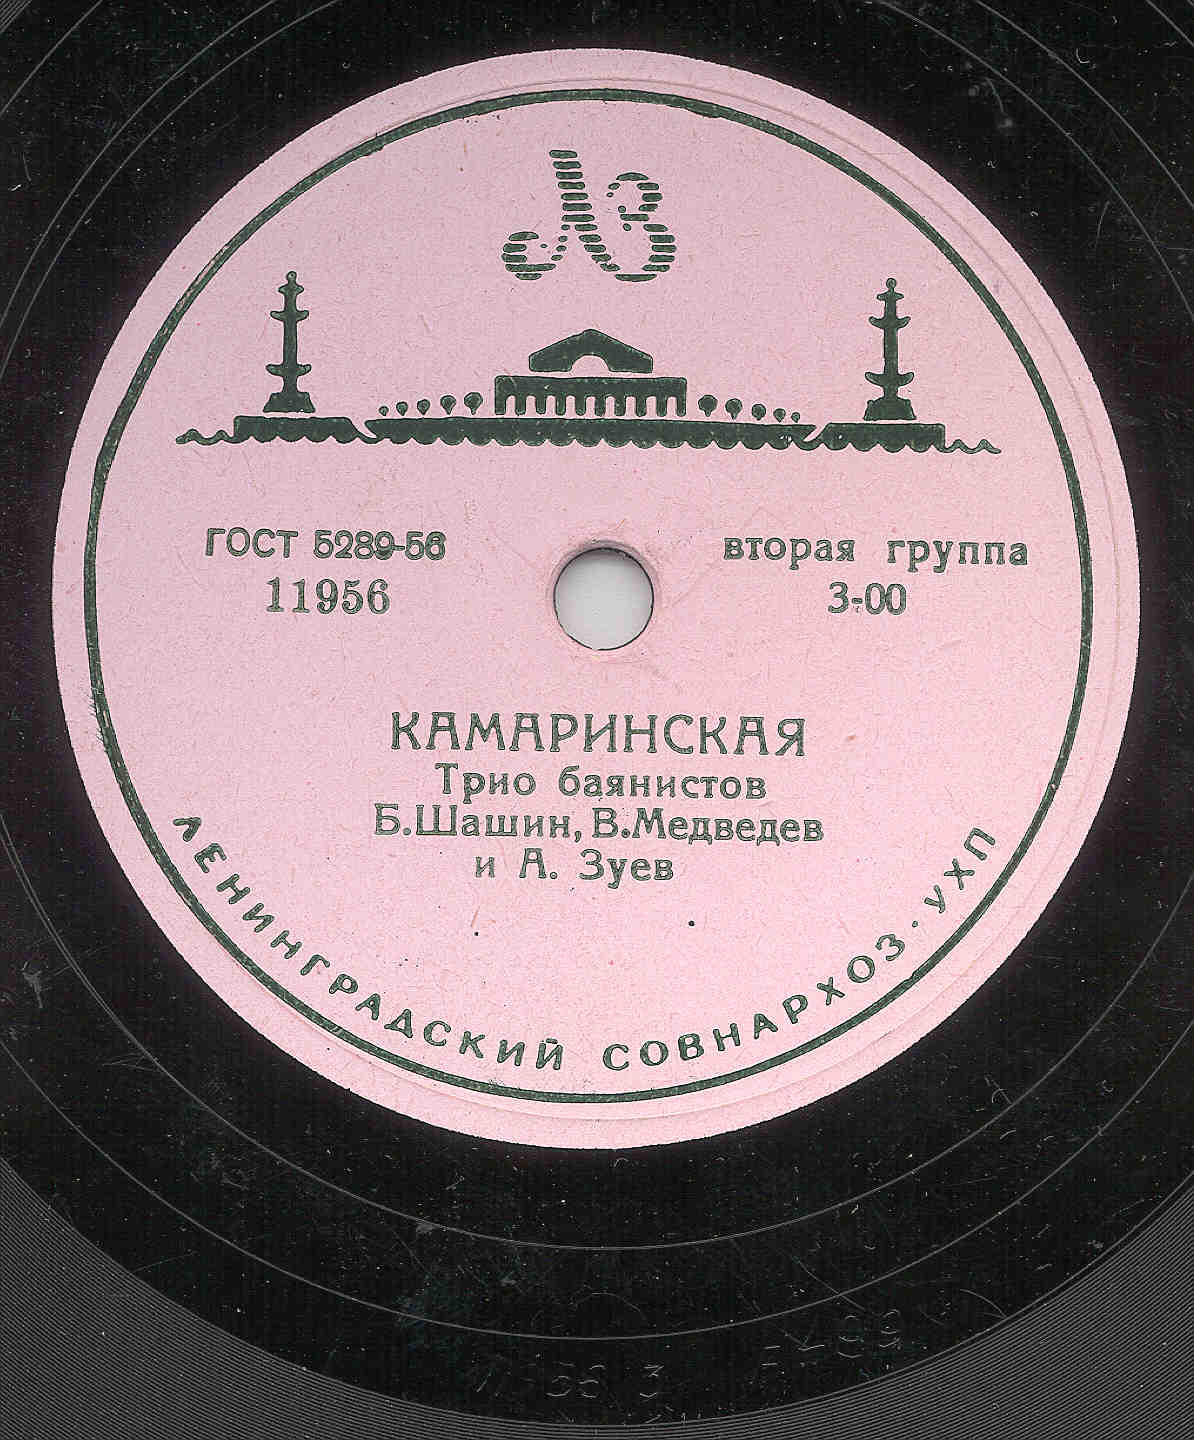 ЛЗ
ГОСТ 5289-56
11956
вторая группа
3-00
КАМАРИНСКАЯ
Трио баянистов
Б.Шашин, В.Медведев
и А. Зуев
ЛЕНИНГРАДСКИЙ СОВНАРХОЗ · УХП